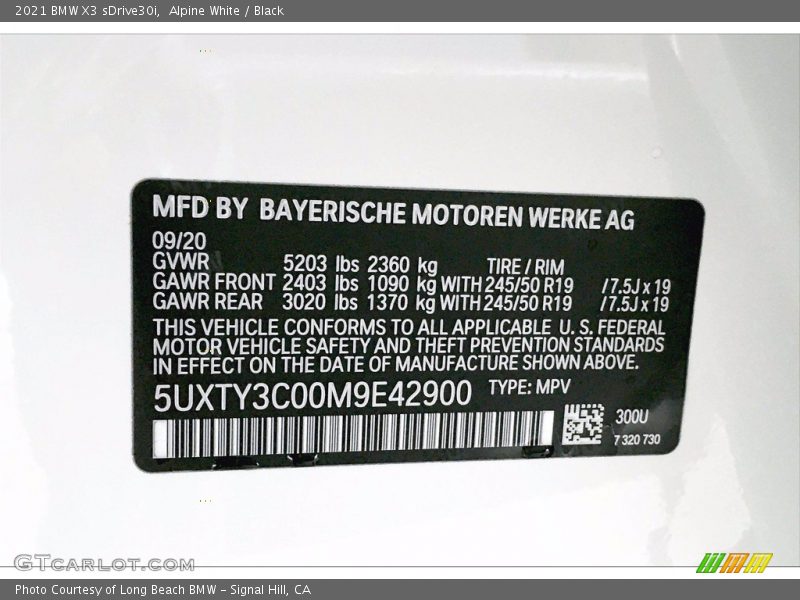 2021 BMW X3 sDrive30i,  Alpine White / Black
MFD BY BAYERISCHE MOTOREN WERKE AG
09/20
GVWR 5203 lbs 2360 kg TIRE / RIM
GAWR FRONT 2403 lbs 1090 kg WITH 245/50 R19 /7.5J x 19
GAWR REAR 3020 lbs 1370 kg WITH 245/50 R19 /7.5J x 19
THIS VEHICLE CONFORMS TO ALL APPLICABLE U. S. FEDERAL
MOTOR VEHICLE SAFETY AND THEFT PREVENTION STANDARDS
IN EFFECT ON THE DATE OF MANUFACTURE SHOWN ABOVE.
5UXTY3C00M9E42900 TYPE: MPV
300U
7 320 730
GTCARLOT.COM
Photo Courtesy of Long Beach BMW - Signal Hill, CA